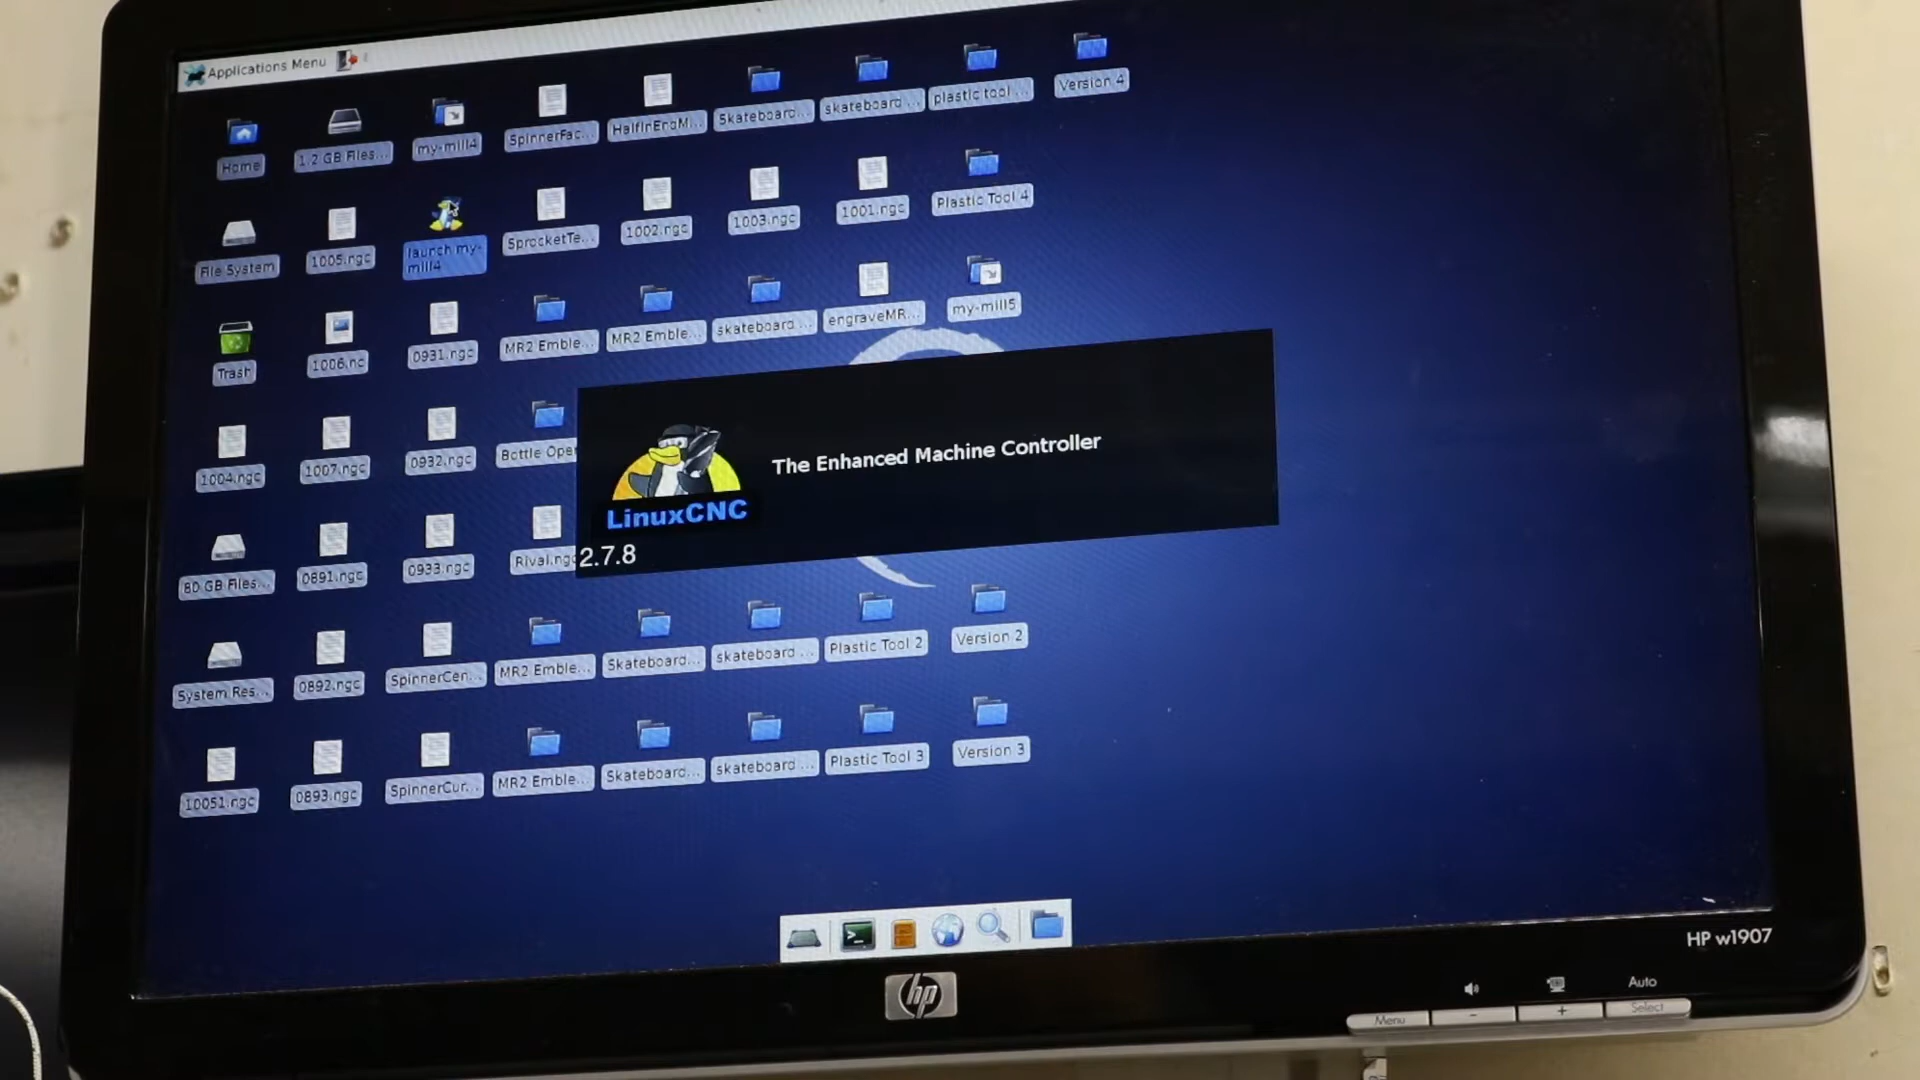 Applications Menu
Home
1.2 GB Files...
my-mill4
SpinnerFac...
HalfInEngM...
Skateboard...
skateboard ...
plastic tool ...
Version 4
File System
1005.ngc
launch my-
mill4
SprocketTe...
1002.ngc
1003.ngc
1001.ngc
Plastic Tool 4
Trash
1006.nc
0931.ngc
MR2 Emble...
MR2 Emble...
skateboard ...
engraveMR...
my-mill5
1004.ngc
1007.ngc
0932.ngc
Bottle Ope
The Enhanced Machine Controller
LinuxCNC
2.7.8
80 GB Files...
0891.ngc
0933.ngc
Rival.ngc
System Res...
0892.ngc
SpinnerCen...
MR2 Emble...
Skateboard...
skateboard ...
Plastic Tool 2
Version 2
10051.ngc
0893.ngc
SpinnerCur...
MR2 Emble...
Skateboard...
skateboard ...
Plastic Tool 3
Version 3
HP w1907
hp
Auto
Menu
-
+
Select